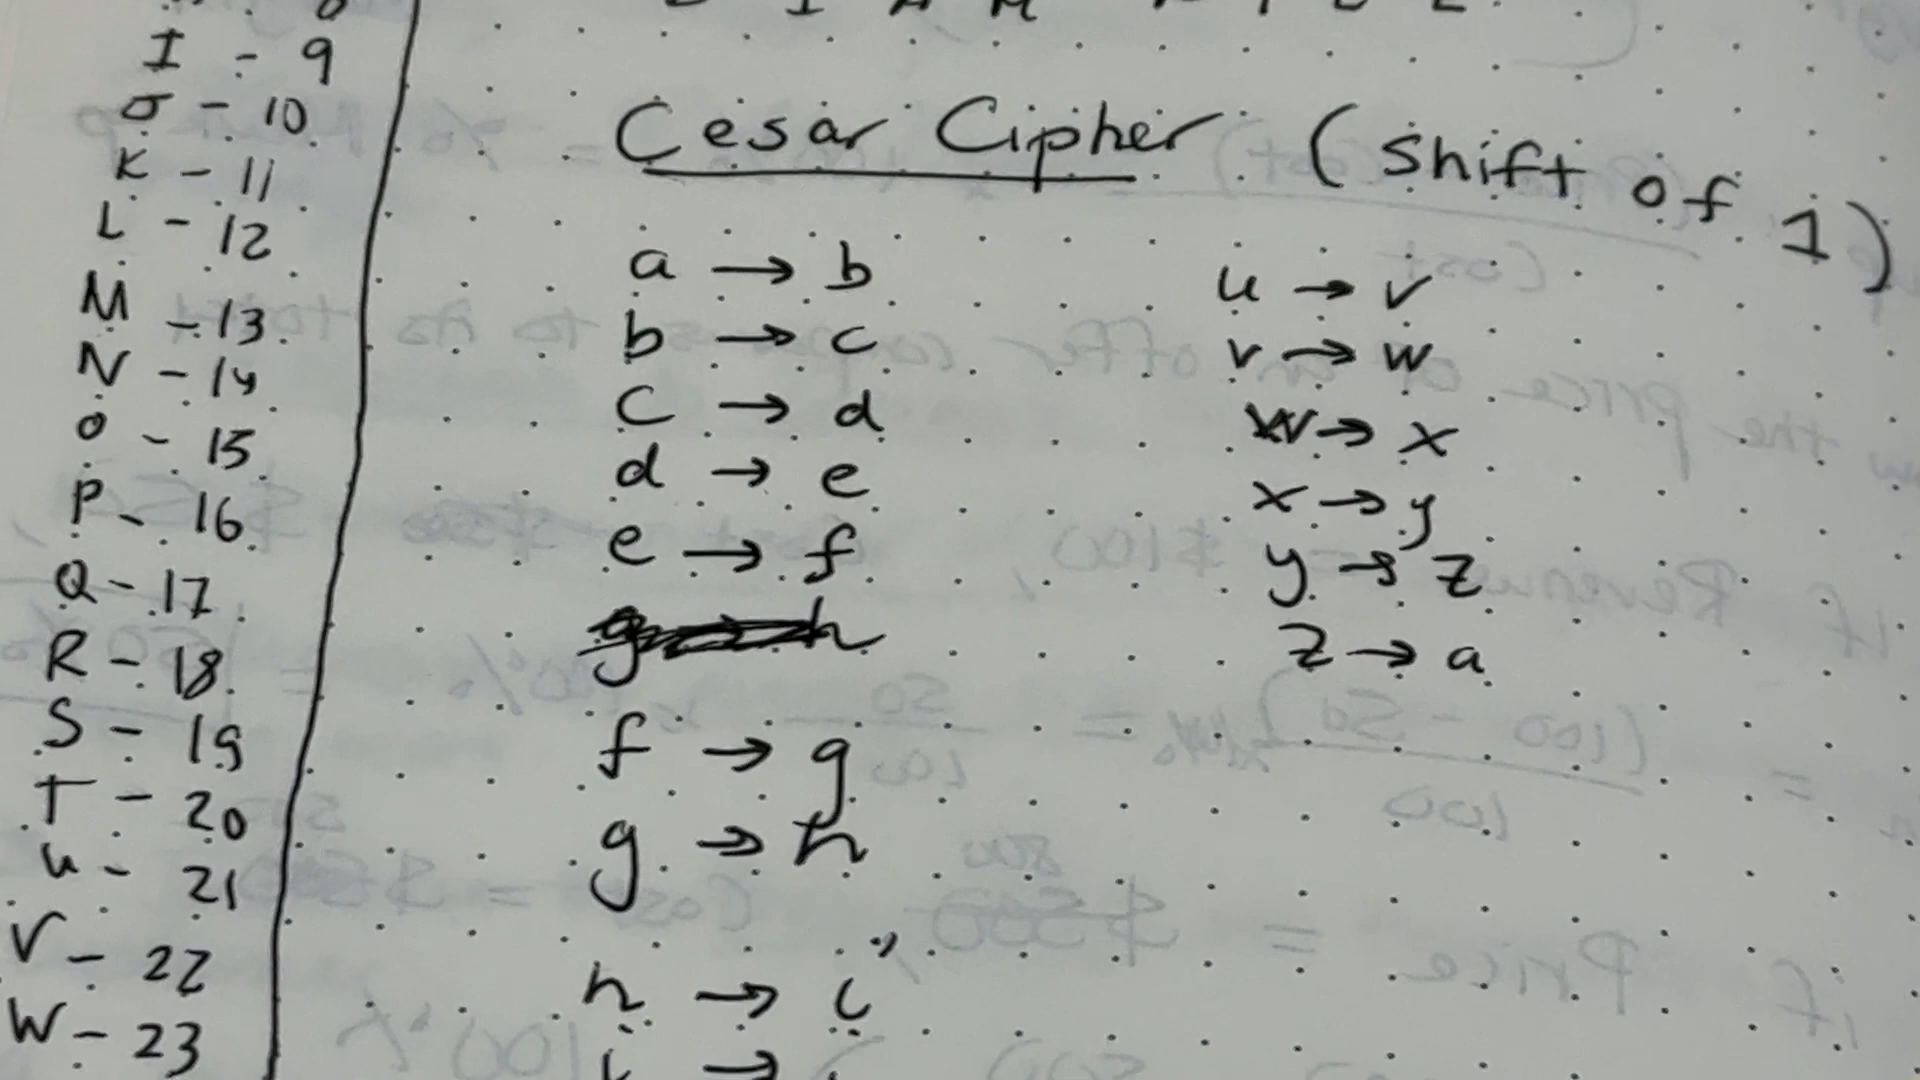 I - 9
J - 10
K - 11
L - 12
M - 13
N - 14
O - 15
P - 16
Q - 17
R - 18
S - 19
T - 20
U - 21
V - 22
W - 23
Cesar Cipher (Shift of 1)
a → b
b → c
c → d
d → e
e → f
f → g
g → h
h → i
i →
u → v
v → w
w → x
x → y
y → z
z → a